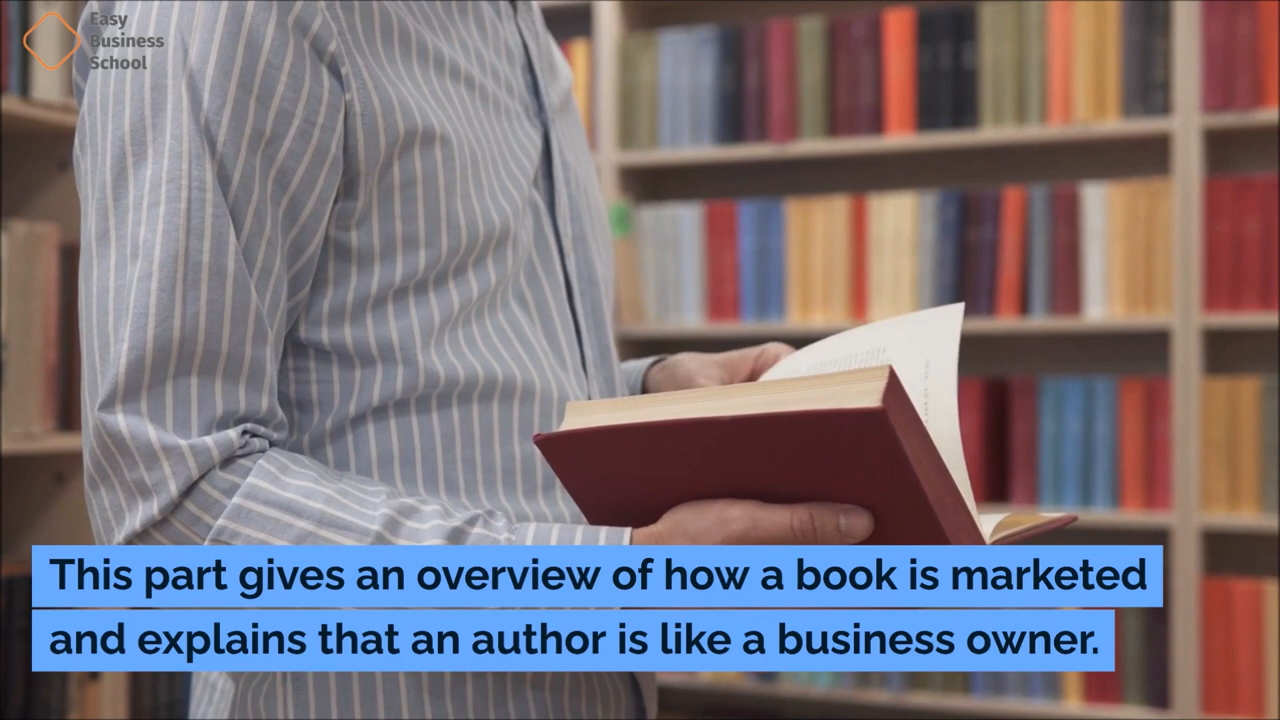 Easy
Business
School
This part gives an overview of how a book is marketed
and explains that an author is like a business owner.